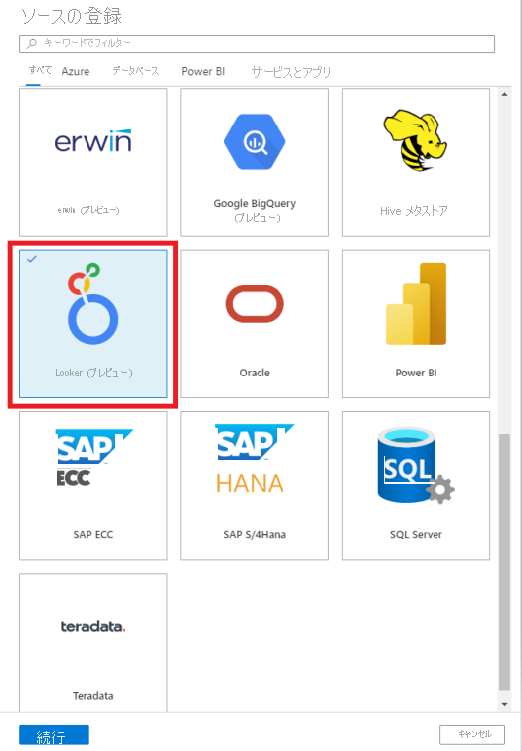 ソースの登録
キーワードでフィルター
すべて Azure データベース Power BI サービスとアプリ
erwin
erwin (プレビュー)
Google BigQuery
(プレビュー)
Hive メタストア
Looker (プレビュー)
Oracle
Power BI
SAP
ECC
SAP ECC
SAP
HANA
SAP S/4Hana
SQL
SQL Server
teradata.
Teradata
続行
キャンセル